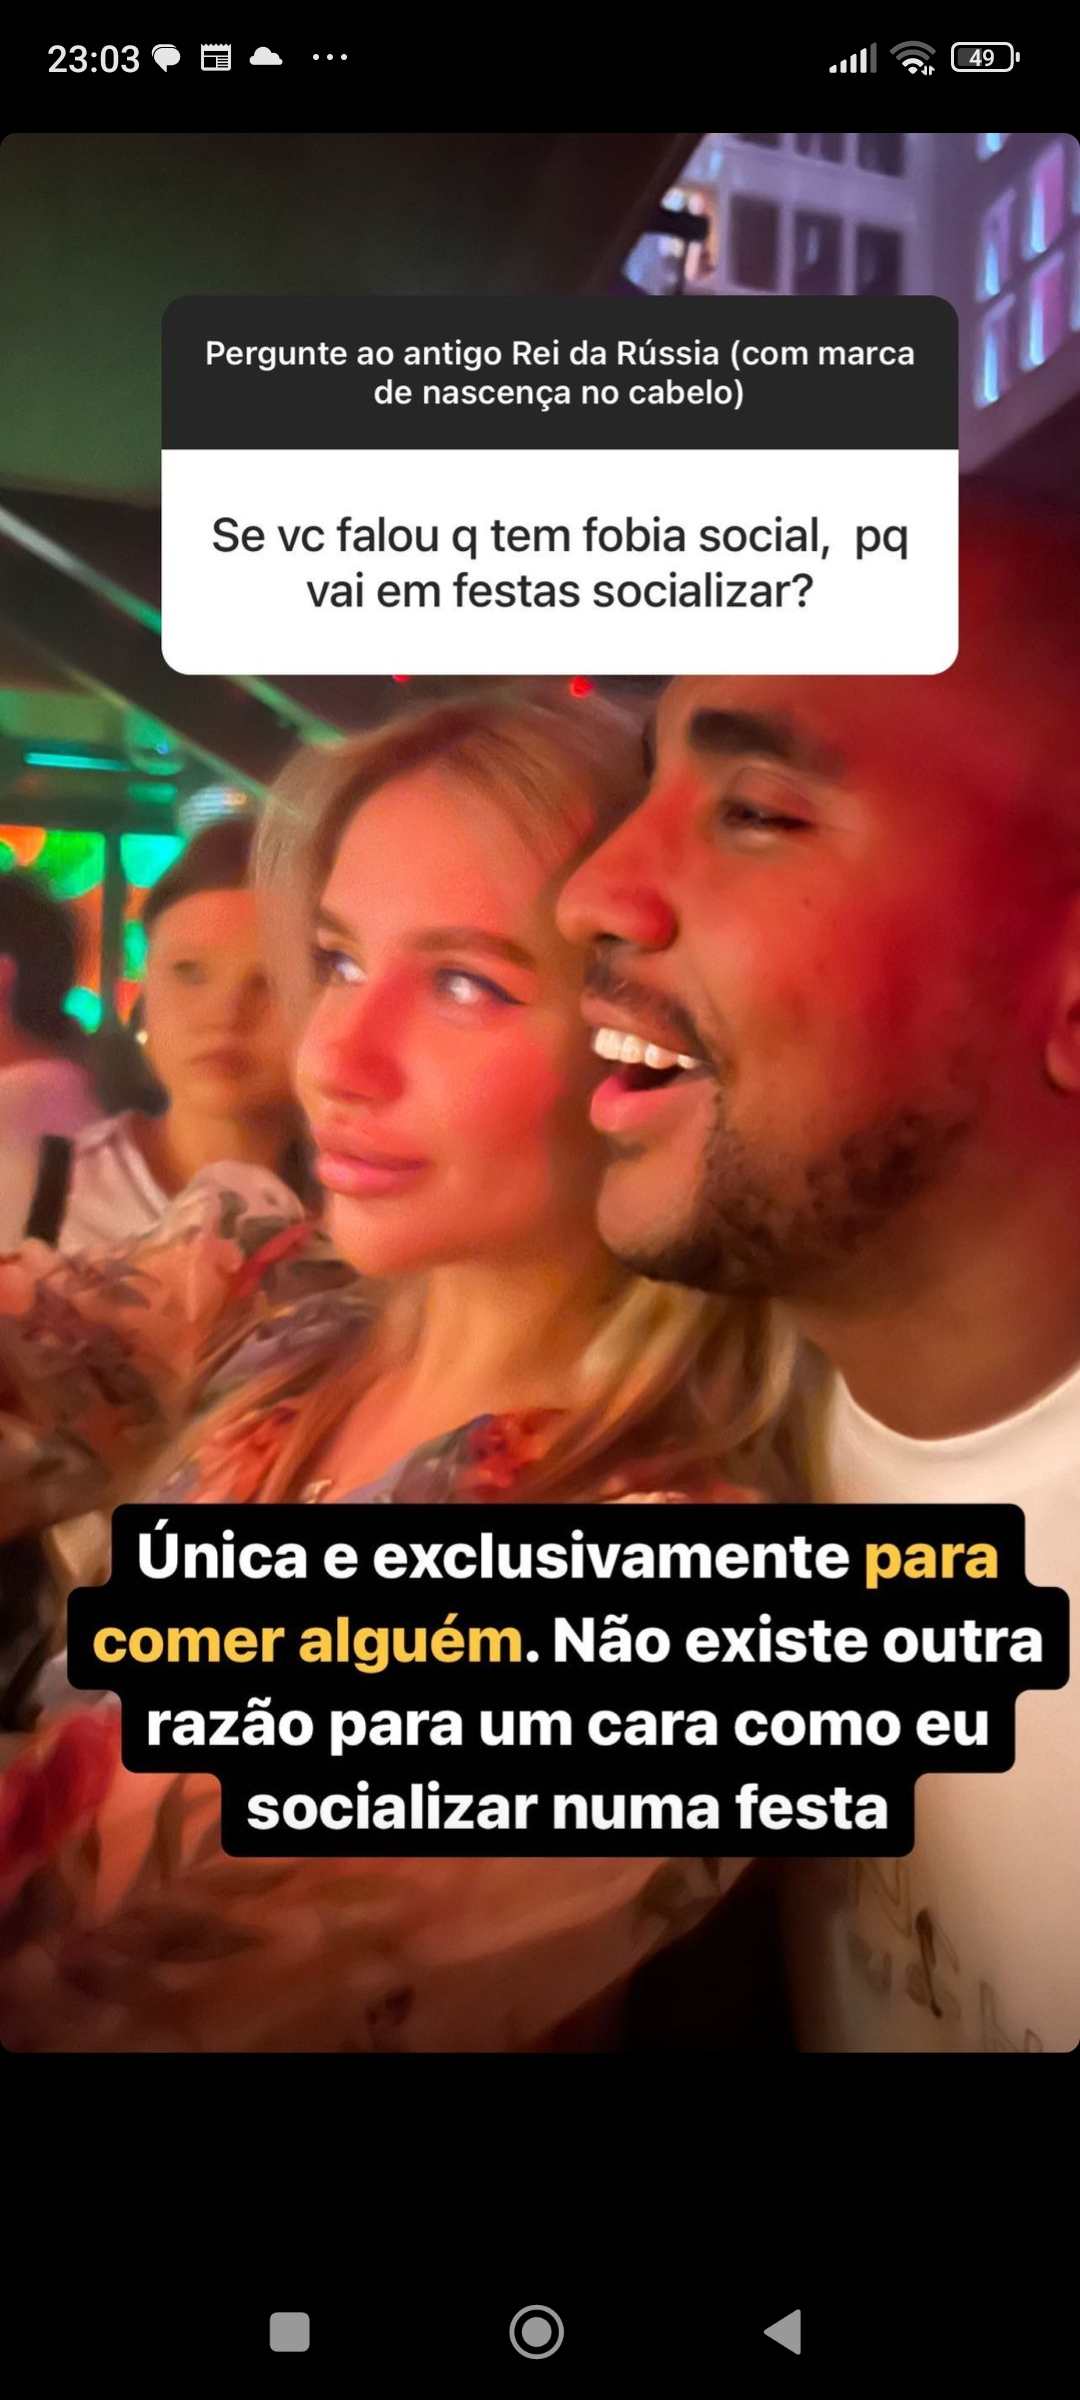 23:03
49
Pergunte ao antigo Rei da Rússia (com marca
de nascença no cabelo)
Se vc falou q tem fobia social,  pq
vai em festas socializar?
Única e exclusivamente para
comer alguém. Não existe outra
razão para um cara como eu
socializar numa festa